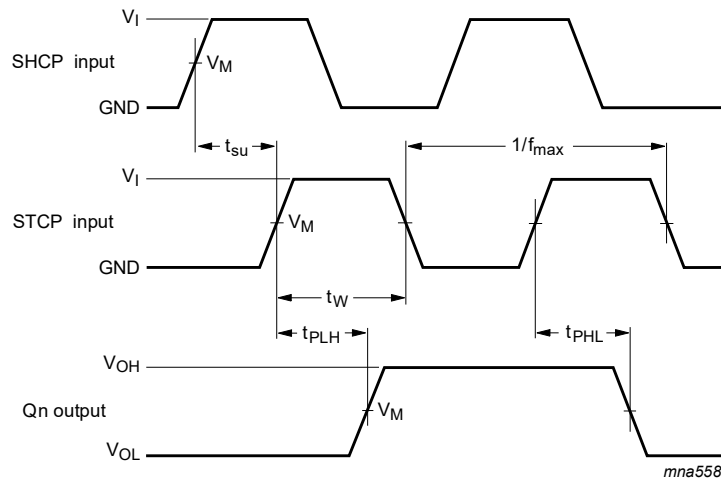 V_I
SHCP input
V_M
GND
t_su
1/f_max
V_I
STCP input
V_M
GND
t_W
t_PLH
t_PHL
V_OH
Qn output
V_M
V_OL
mna558